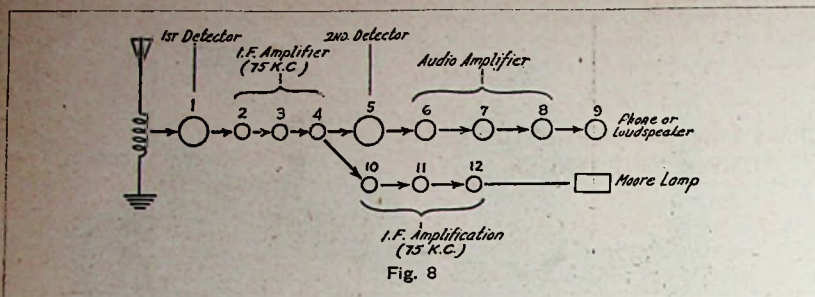 1ST Detector
I.F. Amplifier
(75 K.C)
2ND. Detector
Audio Amplifier
1
2
3
4
5
6
7
8
9
Phone or
loudspeaker
10
11
12
Moore Lamp
I.F. Amplification
(75 K.C.)
Fig. 8